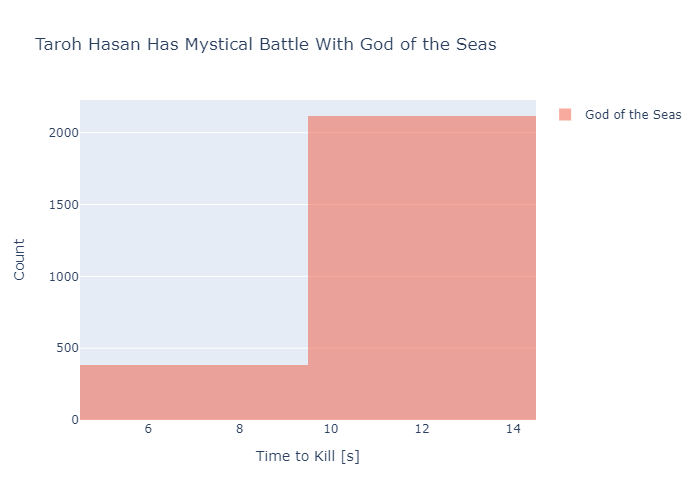 Taroh Hasan Has Mystical Battle With God of the Seas
God of the Seas
2000
1500
1000
500
0
6 8 10 12 14
Count
Time to Kill [s]